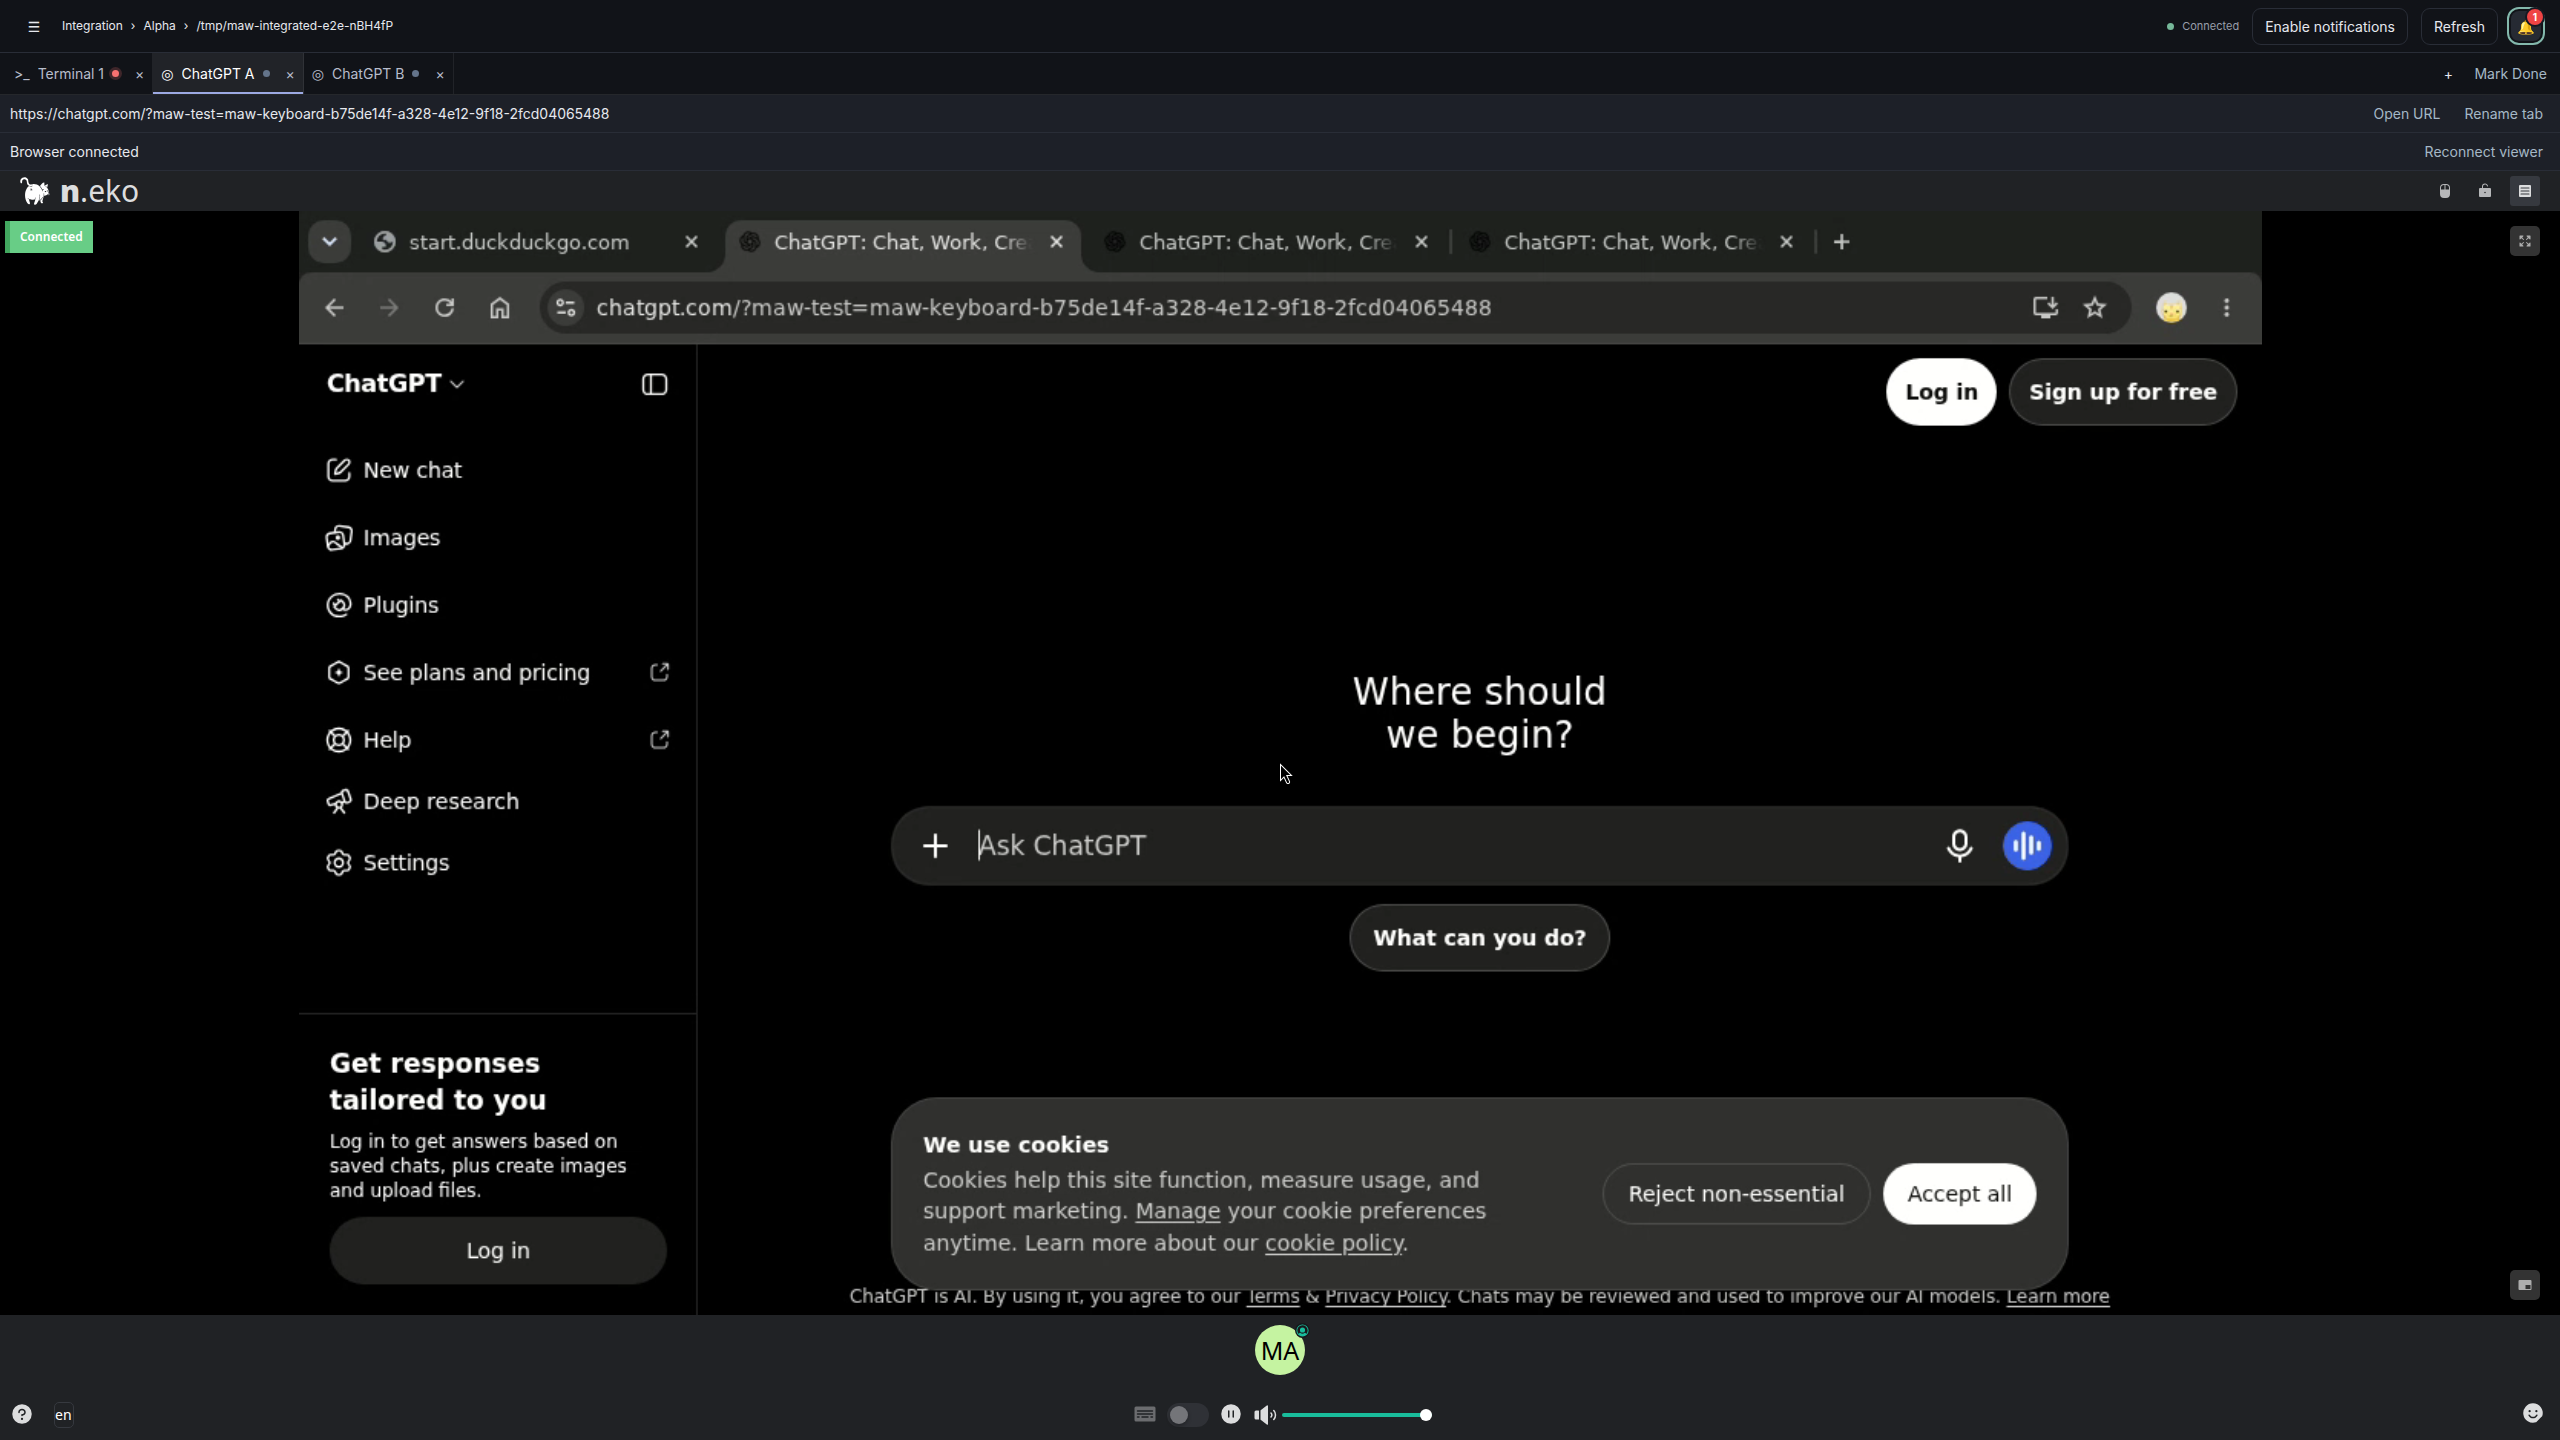 Integration › Alpha › /tmp/maw-integrated-e2e-nBH4fP
Connected
Enable notifications
Refresh
1
>_ Terminal 1 ×
ChatGPT A ×
ChatGPT B ×
+
Mark Done
https://chatgpt.com/?maw-test=maw-keyboard-b75de14f-a328-4e12-9f18-2fcd04065488
Open URL
Rename tab
Browser connected
Reconnect viewer
n.eko
Connected
start.duckduckgo.com
ChatGPT: Chat, Work, Cre
ChatGPT: Chat, Work, Cre
ChatGPT: Chat, Work, Cre
chatgpt.com/?maw-test=maw-keyboard-b75de14f-a328-4e12-9f18-2fcd04065488
ChatGPT
Log in
Sign up for free
New chat
Images
Plugins
See plans and pricing
Help
Deep research
Settings
Where should
we begin?
Ask ChatGPT
What can you do?
Get responses
tailored to you
Log in to get answers based on
saved chats, plus create images
and upload files.
Log in
We use cookies
Cookies help this site function, measure usage, and
support marketing. Manage your cookie preferences
anytime. Learn more about our cookie policy.
Reject non-essential
Accept all
ChatGPT is AI. By using it, you agree to our Terms & Privacy Policy. Chats may be reviewed and used to improve our AI models. Learn more
MA
en